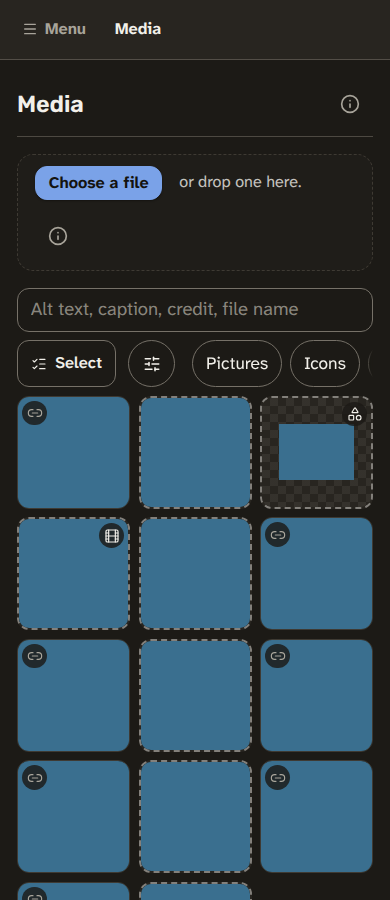 Menu Media
Media
Choose a file or drop one here.
Alt text, caption, credit, file name
Select Pictures Icons